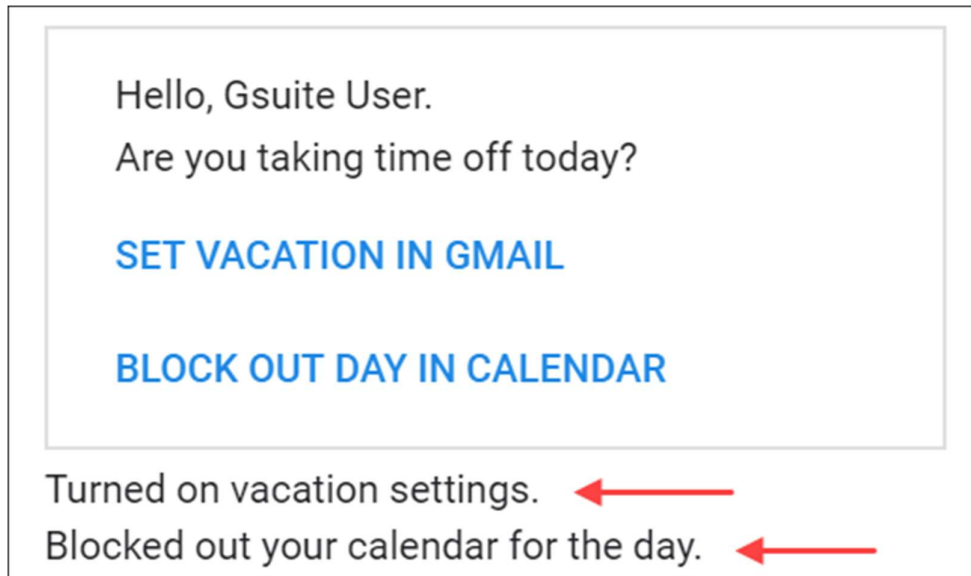 Hello, Gsuite User.
Are you taking time off today?
SET VACATION IN GMAIL
BLOCK OUT DAY IN CALENDAR
Turned on vacation settings.
Blocked out your calendar for the day.